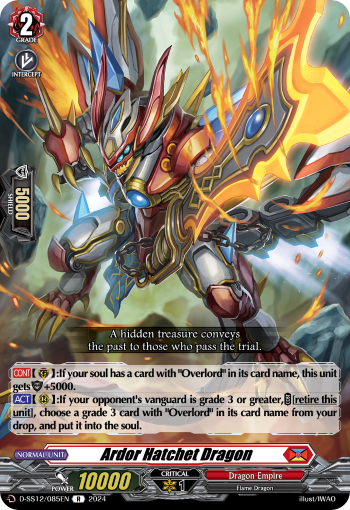 2
GRADE
INTERCEPT
5000
SHIELD
A hidden treasure conveys
the past to those who pass the trial.
CONT【 】:If your soul has a card with "Overlord" in its card name, this unit
gets +5000.
ACT【 】:If your opponent's vanguard is grade 3 or greater, [retire this
unit], choose a grade 3 card with "Overlord" in its card name from your
drop, and put it into the soul.
NORMAL UNIT
Ardor Hatchet Dragon
POWER 10000
CRITICAL
1
Dragon Empire
Flame Dragon
D-SS12/085EN R 2024
illust/IWAO